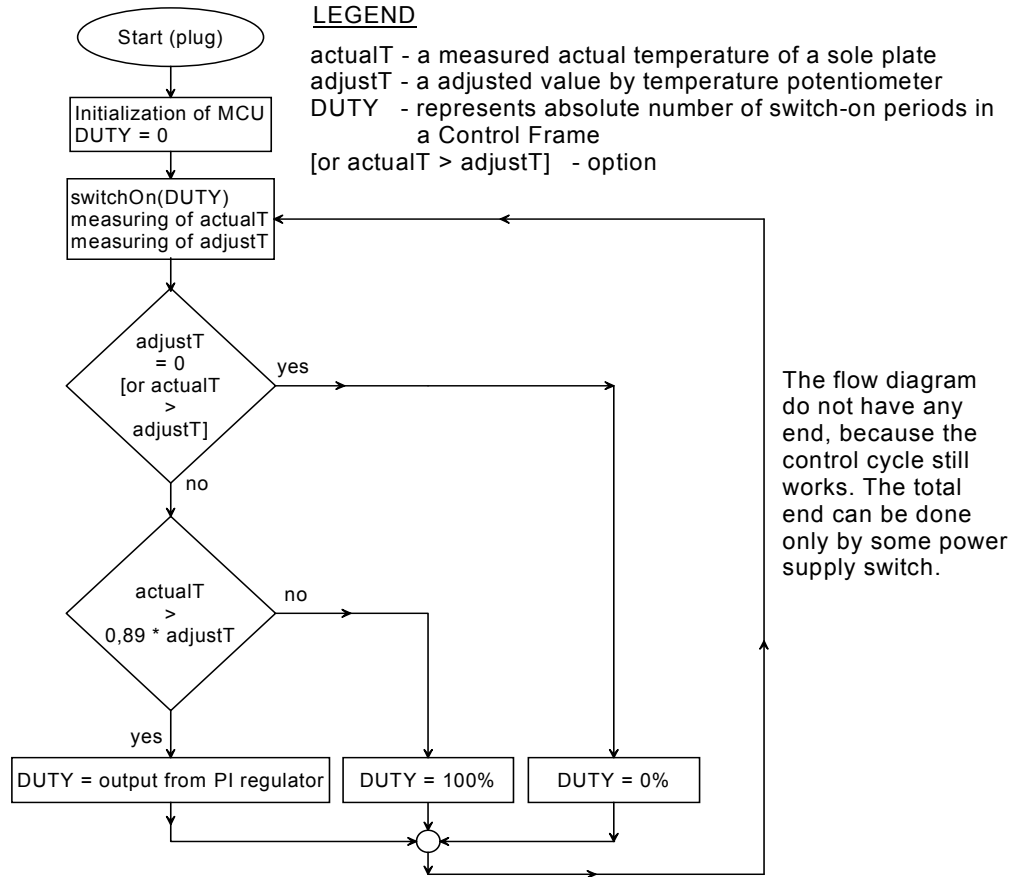 Start (plug)
LEGEND
actualT - a measured actual temperature of a sole plate
adjustT - a adjusted value by temperature potentiometer
DUTY - represents absolute number of switch-on periods in
a Control Frame
[or actualT > adjustT] - option
Initialization of MCU
DUTY = 0
switchOn(DUTY)
measuring of actualT
measuring of adjustT
adjustT
= 0
[or actualT
>
adjustT]
yes
no
actualT
>
0,89 * adjustT
no
yes
DUTY = output from PI regulator
DUTY = 100%
DUTY = 0%
The flow diagram
do not have any
end, because the
control cycle still
works. The total
end can be done
only by some power
supply switch.